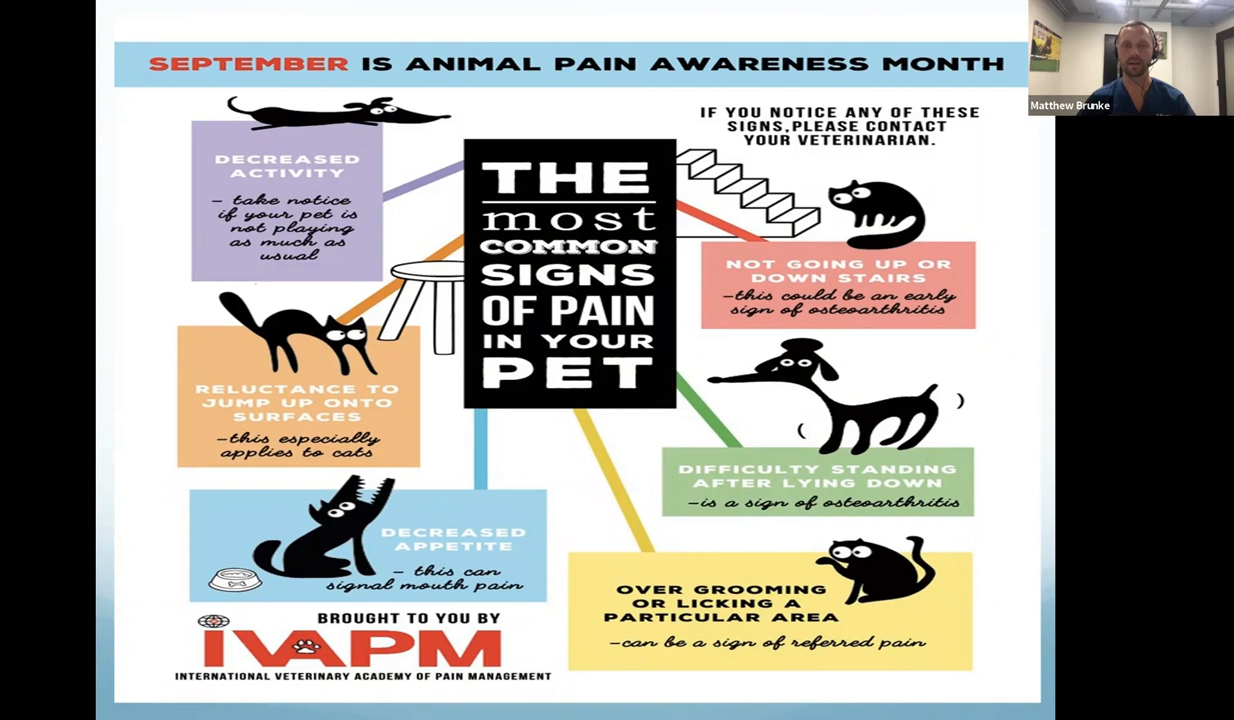 SEPTEMBER IS ANIMAL PAIN AWARENESS MONTH
Matthew Brunke
IF YOU NOTICE ANY OF THESE
SIGNS, PLEASE CONTACT
YOUR VETERINARIAN.
THE
most
COMMON
SIGNS
OF PAIN
IN YOUR
PET
DECREASED
ACTIVITY
- take notice
if your pet is
not playing
as much as
usual
NOT GOING UP OR
DOWN STAIRS
-this could be an early
sign of osteoarthritis
RELUCTANCE TO
JUMP UP ONTO
SURFACES
-this especially
applies to cats
DIFFICULTY STANDING
AFTER LYING DOWN
-is a sign of osteoarthritis
DECREASED
APPETITE
- this can
signal mouth pain
OVER GROOMING
OR LICKING A
PARTICULAR AREA
-can be a sign of referred pain
BROUGHT TO YOU BY
IVAPM
INTERNATIONAL VETERINARY ACADEMY OF PAIN MANAGEMENT